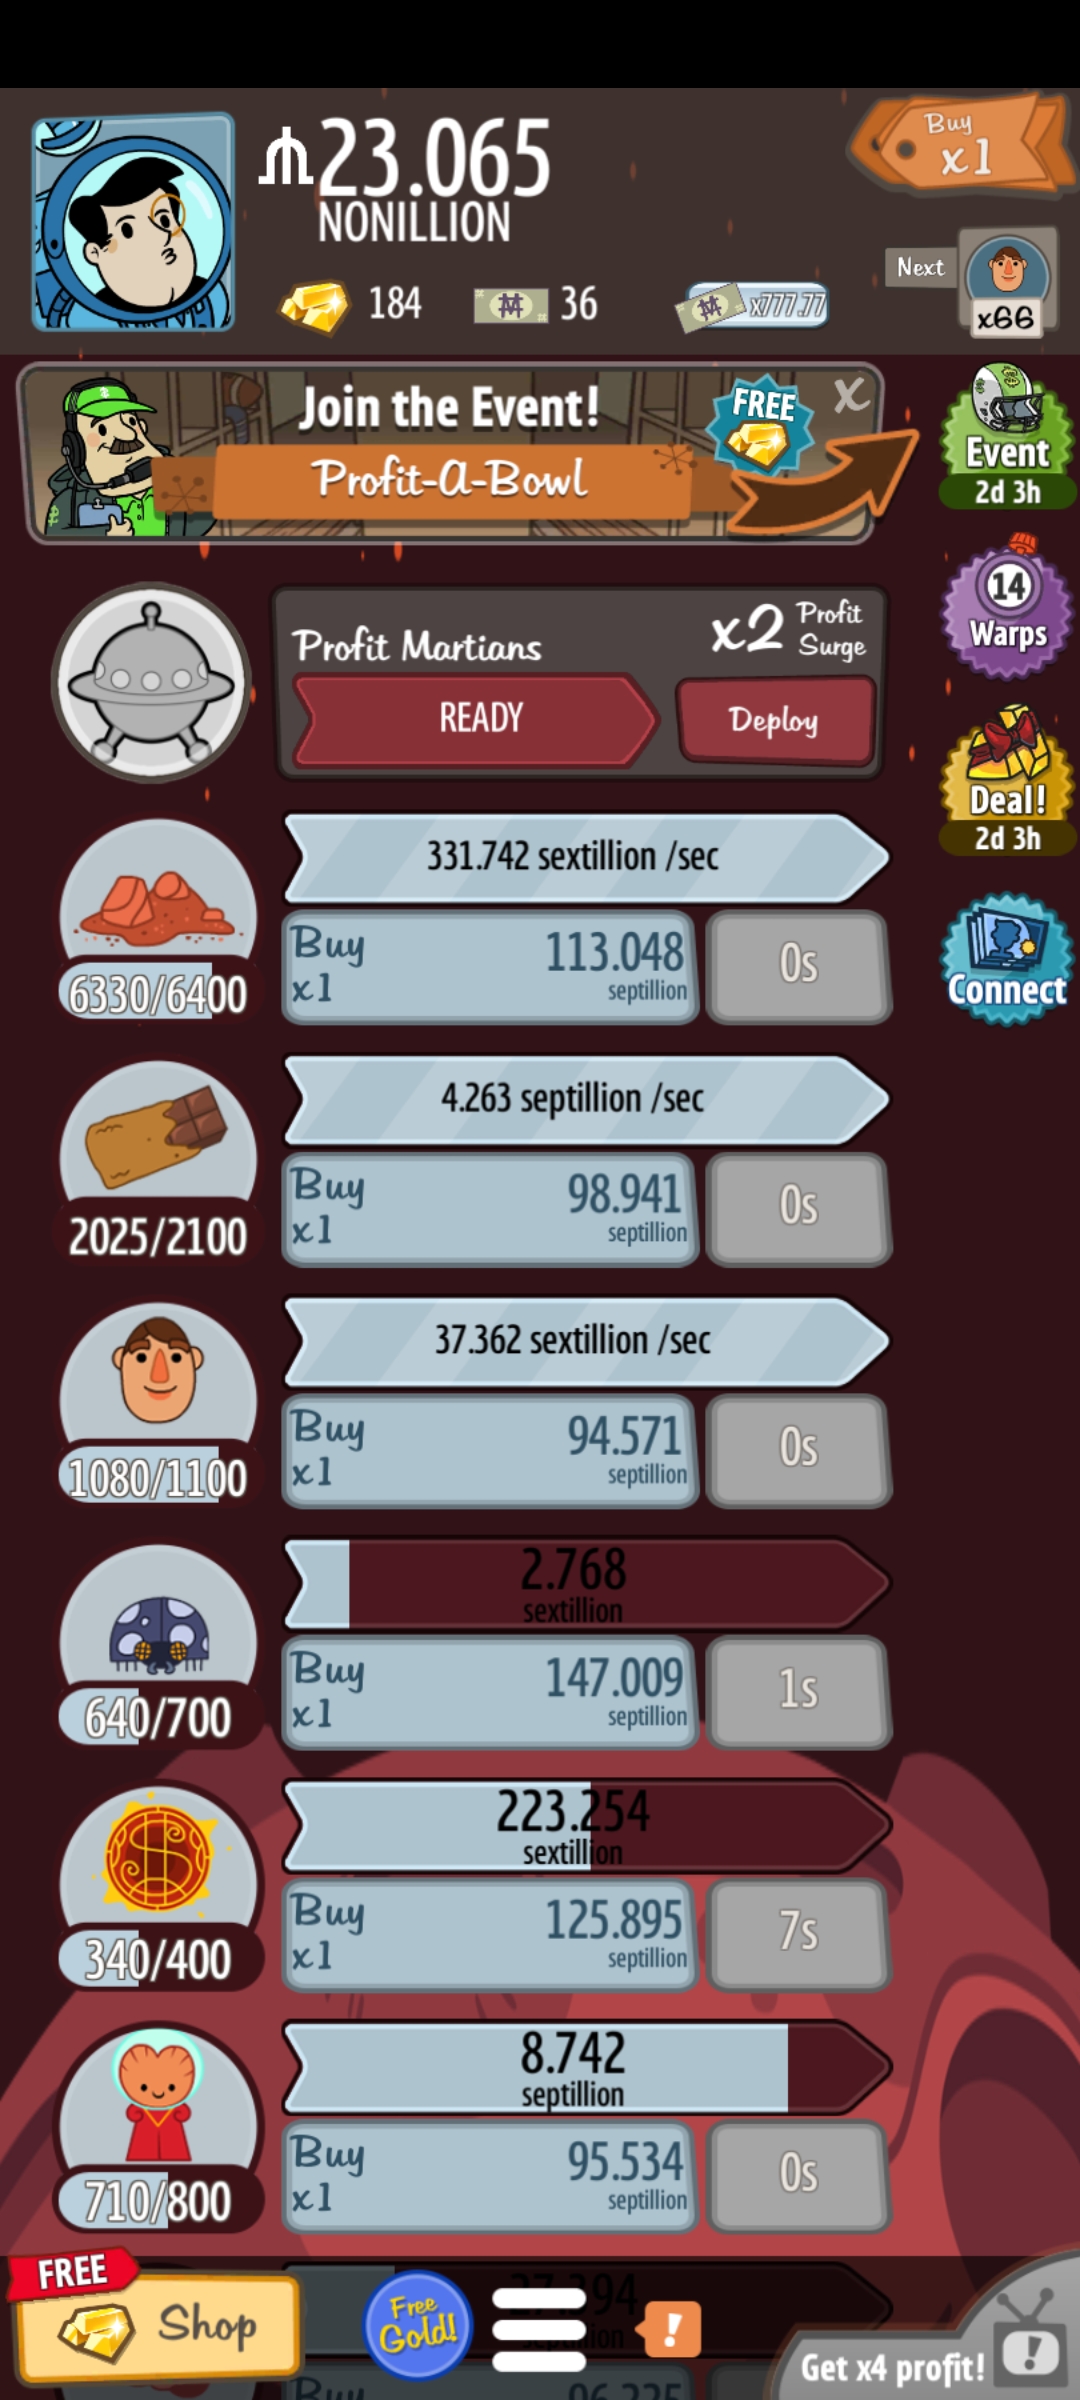 23.065
NONILLION
Buy
x1
184
36
x777.77
Next
x66
Join the Event!
Profit-A-Bowl
FREE
X
Event
2d 3h
14
Warps
Profit Martians
x2 Profit Surge
READY
Deploy
Deal!
2d 3h
331.742 sextillion /sec
6330/6400
Buy x1
113.048
septillion
0s
Connect
4.263 septillion /sec
2025/2100
Buy x1
98.941
septillion
0s
37.362 sextillion /sec
1080/1100
Buy x1
94.571
septillion
0s
2.768
sextillion
640/700
Buy x1
147.009
septillion
1s
223.254
sextillion
340/400
Buy x1
125.895
septillion
7s
8.742
septillion
710/800
Buy x1
95.534
septillion
0s
FREE
Shop
Free Gold!
!
Get x4 profit!
!
Buy
96.225